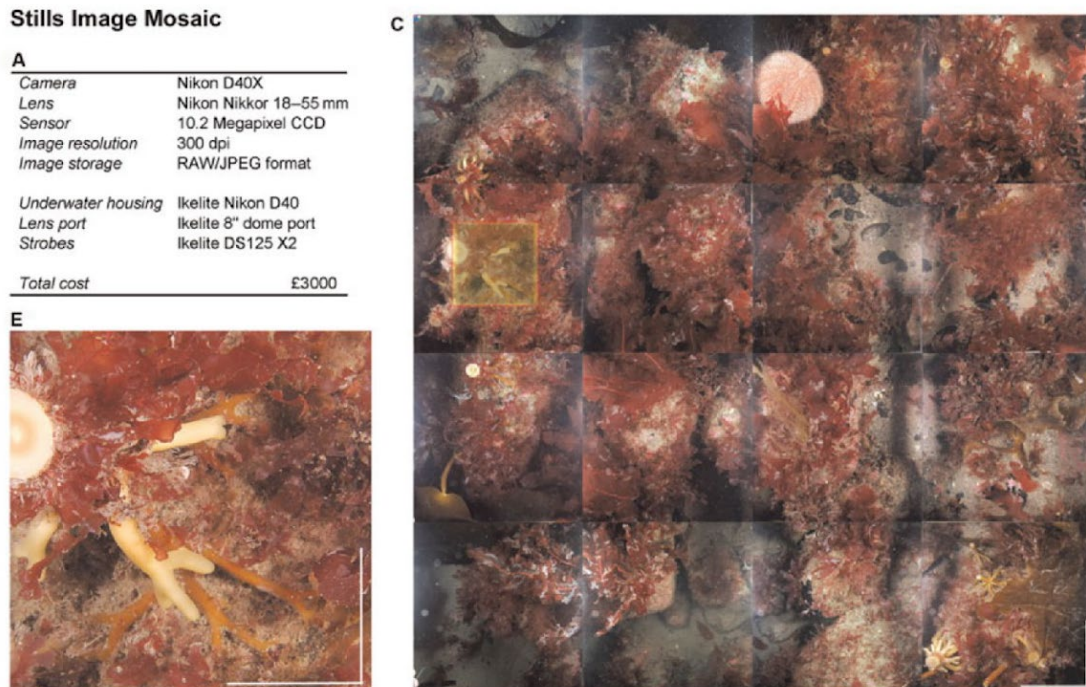 Stills Image Mosaic
A
Camera Nikon D40X
Lens Nikon Nikkor 18–55 mm
Sensor 10.2 Megapixel CCD
Image resolution 300 dpi
Image storage RAW/JPEG format
Underwater housing Ikelite Nikon D40
Lens port Ikelite 8" dome port
Strobes Ikelite DS125 X2
Total cost £3000
E
C